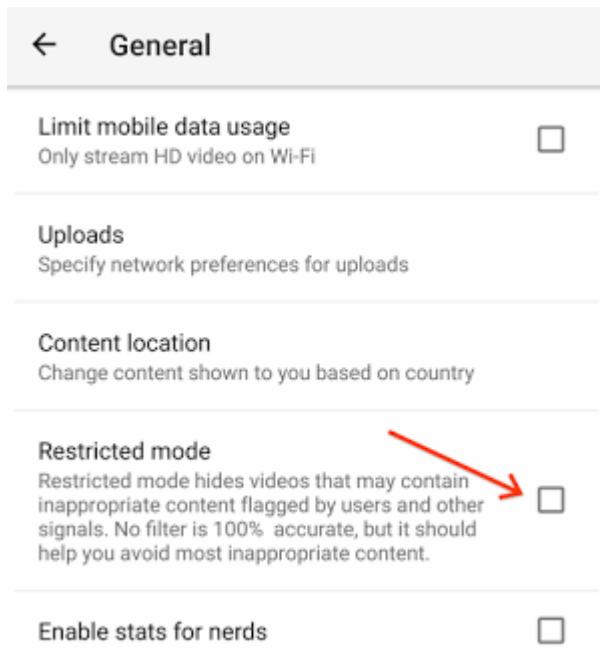 General
Limit mobile data usage
Only stream HD video on Wi-Fi
Uploads
Specify network preferences for uploads
Content location
Change content shown to you based on country
Restricted mode
Restricted mode hides videos that may contain
inappropriate content flagged by users and other
signals. No filter is 100% accurate, but it should
help you avoid most inappropriate content.
Enable stats for nerds